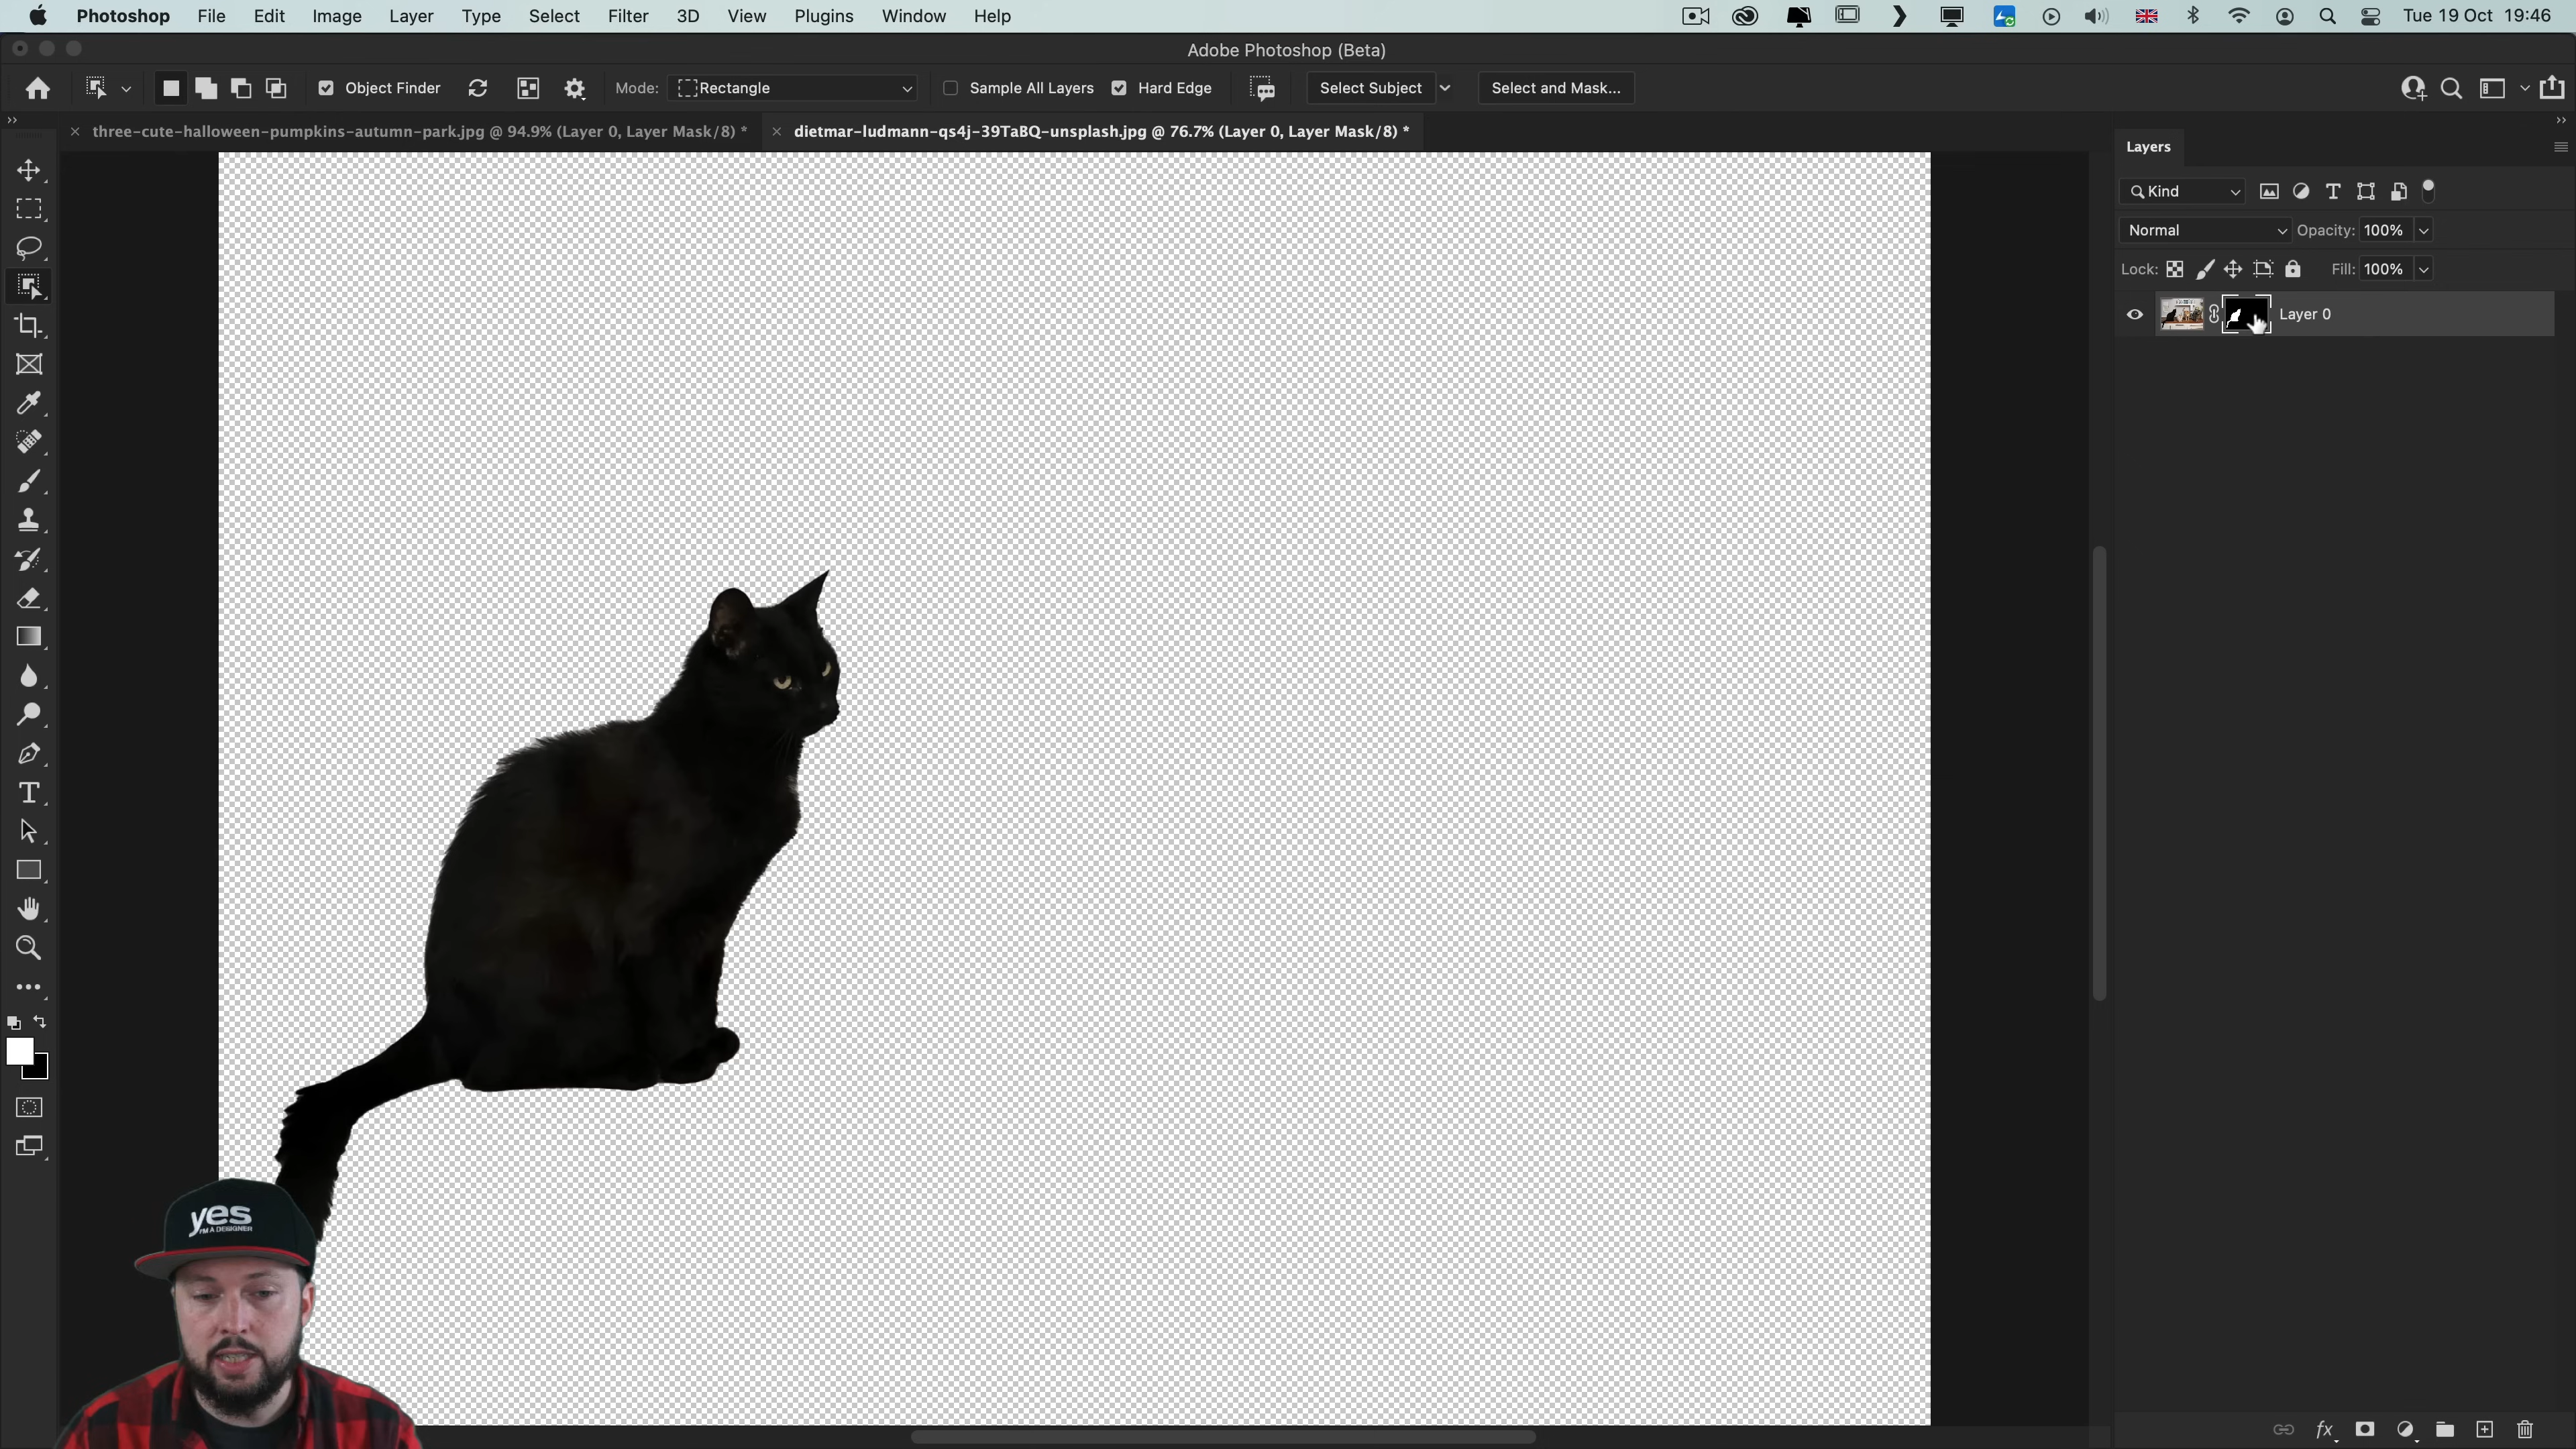 Photoshop File Edit Image Layer Type Select Filter 3D View Plugins Window Help Tue 19 Oct 19:46
Adobe Photoshop (Beta)
Object Finder Mode: Rectangle Sample All Layers Hard Edge Select Subject Select and Mask...
three-cute-halloween-pumpkins-autumn-park.jpg @ 94.9% (Layer 0, Layer Mask/8) * dietmar-ludmann-qs4j-39TaBQ-unsplash.jpg @ 76.7% (Layer 0, Layer Mask/8) *
Layers
Kind
Normal Opacity: 100%
Lock: Fill: 100%
Layer 0
yes
I'M A DESIGNER
fx